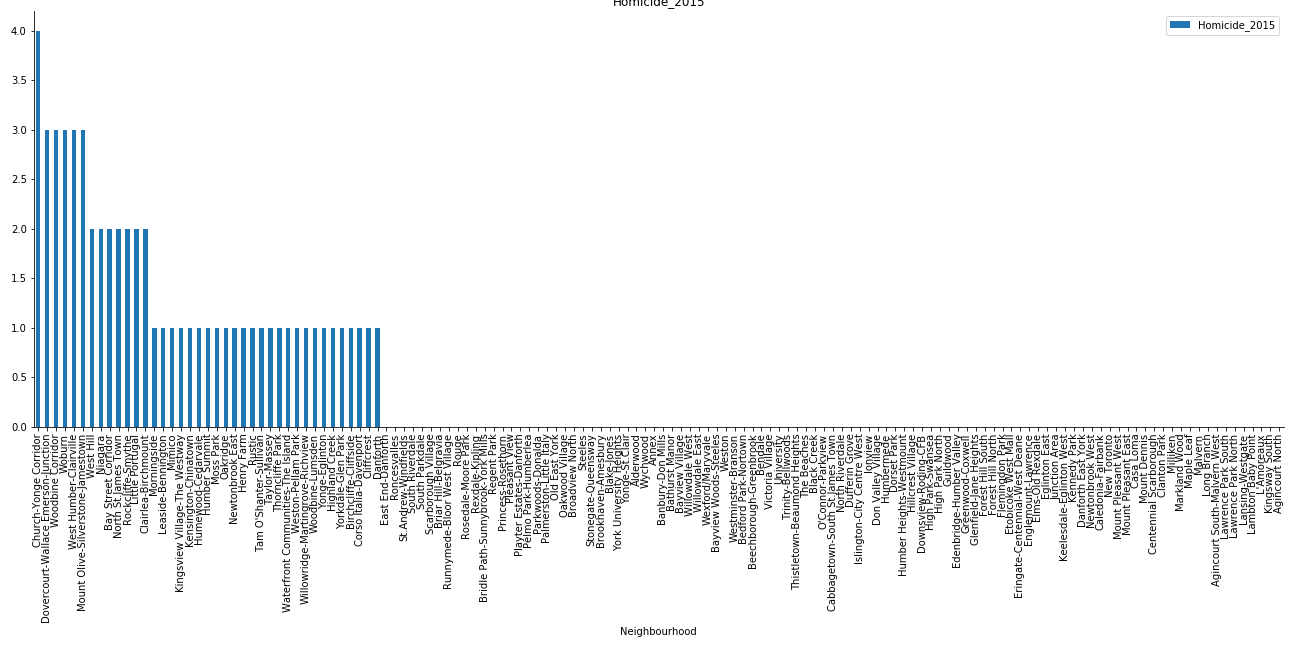 Homicide_2015
Homicide_2015
4.0
3.5
3.0
2.5
2.0
1.5
1.0
0.5
0.0
Church-Yonge Corridor
Dovercourt-Wallace Emerson-Junction
Woodbine Corridor
Woburn
West Humber-Clairville
Mount Olive-Silverstone-Jamestown
West Hill
Niagara
Bay Street Corridor
North St.James Town
Rockcliffe-Smythe
Little Portugal
Clairlea-Birchmount
Morningside
Leaside-Bennington
Mimico
Kingsview Village-The Westway
Kensington-Chinatown
Humewood-Cedarvale
Humber Summit
Moss Park
Oakridge
Newtonbrook East
Henry Farm
Rustic
Tam O'Shanter-Sullivan
Taylor-Massey
Thorncliffe Park
Waterfront Communities-The Island
Weston-Pellam Park
Willowridge-Martingrove-Richview
Woodbine-Lumsden
Yonge-Eglinton
Highland Creek
Yorkdale-Glen Park
Birchcliffe-Cliffside
Corso Italia-Davenport
Cliffcrest
Danforth
East End-Danforth
Roncesvalles
St.Andrew-Windfields
South Riverdale
South Parkdale
Scarborough Village
Briar Hill-Belgravia
Runnymede-Bloor West Village
Rouge
Rosedale-Moore Park
Rexdale-Kipling
Bridle Path-Sunnybrook-York Mills
Regent Park
Princess-Rosethorn
Pleasant View
Playter Estates-Danforth
Pelmo Park-Humberlea
Parkwoods-Donalda
Palmerston-Little Italy
Old East York
Oakwood Village
Broadview North
Steeles
Stonegate-Queensway
Brookhaven-Amesbury
Blake-Jones
York University Heights
Yonge-St.Clair
Alderwood
Wychwood
Annex
Banbury-Don Mills
Bathurst Manor
Bayview Village
Willowdale West
Willowdale East
Wexford/Maryvale
Bayview Woods-Steeles
Weston
Westminster-Branson
Bedford Park-Nortown
Beechborough-Greenbrook
Bendale
Victoria Village
University
Trinity-Bellwoods
Thistletown-Beaumond Heights
The Beaches
Black Creek
O'Connor-Parkview
Cabbagetown-South St.James Town
North Riverdale
Dufferin Grove
Islington-City Centre West
Ionview
Don Valley Village
Humbermede
Dorset Park
Humber Heights-Westmount
Hillcrest Village
Downsview-Roding-CFB
High Park-Swansea
High Park North
Guildwood
Edenbridge-Humber Valley
Greenwood-Coxwell
Glenfield-Jane Heights
Forest Hill South
Forest Hill North
Flemingdon Park
Etobicoke West Mall
Eringate-Centennial-West Deane
Englemount-Lawrence
Elms-Old Rexdale
Eglinton East
Junction Area
Keelesdale-Eglinton West
Kennedy Park
Danforth East York
Newtonbrook West
Caledonia-Fairbank
New Toronto
Mount Pleasant West
Mount Pleasant East
Casa Loma
Mount Dennis
Centennial Scarborough
Clanton Park
Milliken
Markland Wood
Maple Leaf
Malvern
Long Branch
Agincourt South-Malvern West
Lawrence Park South
Lawrence Park North
Lansing-Westgate
Lambton Baby Point
L'Amoreaux
Kingsway South
Agincourt North
Neighbourhood